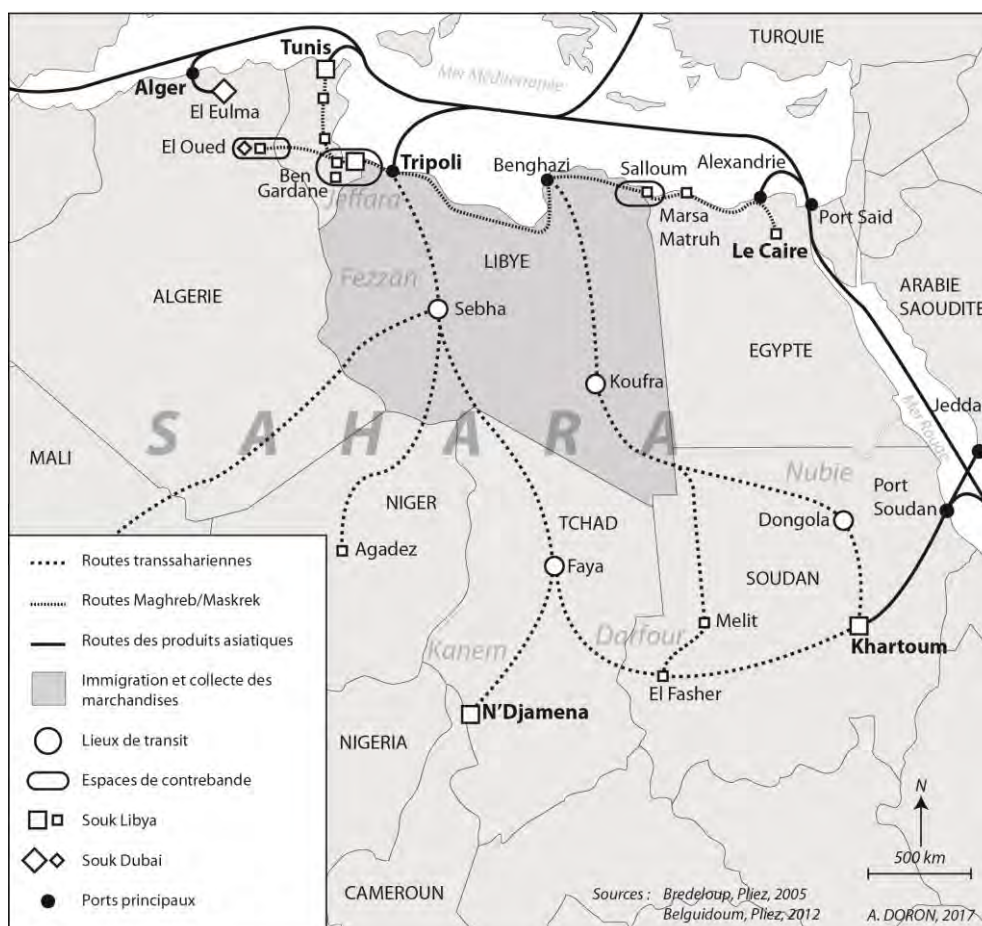 TURQUIE
Tunis
Mer Méditerranée
Alger
El Eulma
El Oued
Ben
Gardane
Tripoli
Benghazi
Salloum
Alexandrie
Jeffara
Marsa
Matruh
Port Said
Le Caire
LIBYE
Fezzan
ALGERIE
ARABIE
SAOUDITE
Sebha
EGYPTE
Koufra
Jedda
Mer Rouge
SAHARA
MALI
Nubie
NIGER
Port
Soudan
TCHAD
Dongola
Agadez
Faya
SOUDAN
Melit
Darfour
Kanem
Khartoum
El Fasher
N'Djamena
NIGERIA
CAMEROUN
Routes transsahariennes
Routes Maghreb/Maskrek
Routes des produits asiatiques
Immigration et collecte des
marchandises
Lieux de transit
Espaces de contrebande
Souk Libya
Souk Dubai
Ports principaux
N
500 km
Sources : Bredeloup, Pliez, 2005
Belguidoum, Pliez, 2012
A. DORON, 2017